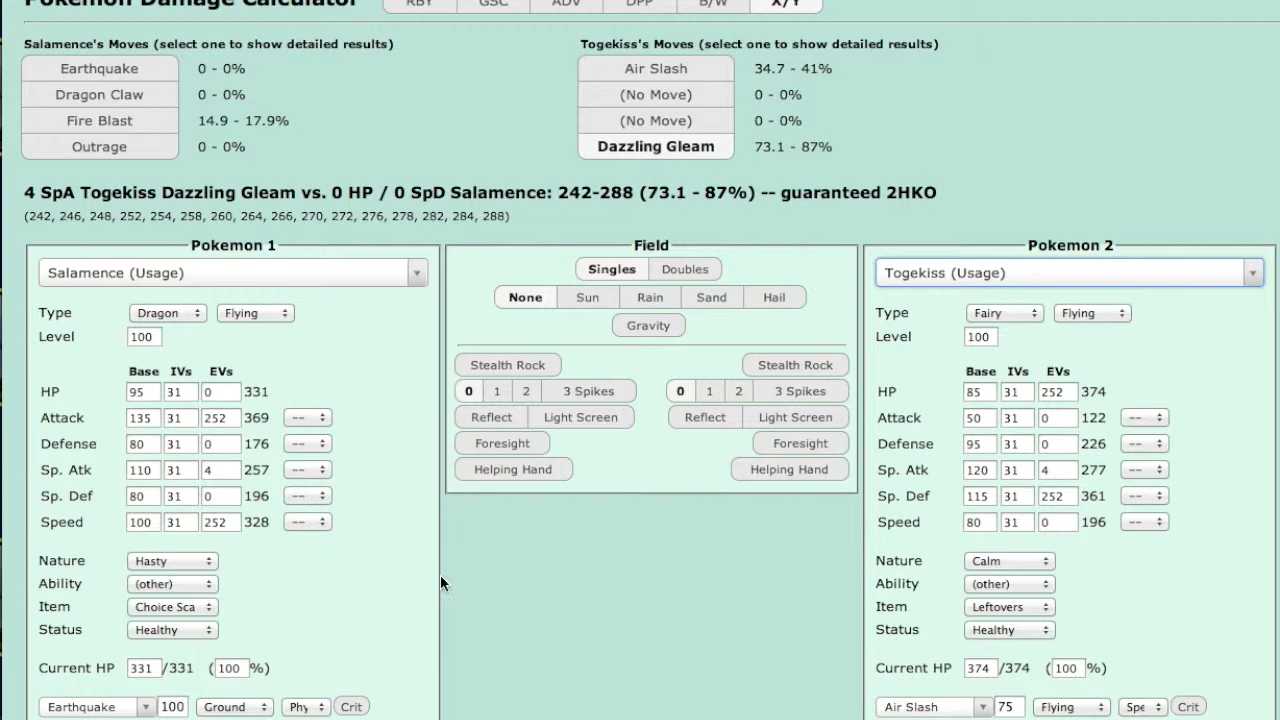 Pokemon Damage Calculator RBY GSC ADV DPP B/W X/Y
Salamence's Moves (select one to show detailed results)
Togekiss's Moves (select one to show detailed results)
Earthquake 0 - 0%
Air Slash 34.7 - 41%
Dragon Claw 0 - 0%
(No Move) 0 - 0%
Fire Blast 14.9 - 17.9%
(No Move) 0 - 0%
Outrage 0 - 0%
Dazzling Gleam 73.1 - 87%
4 SpA Togekiss Dazzling Gleam vs. 0 HP / 0 SpD Salamence: 242-288 (73.1 - 87%) -- guaranteed 2HKO
(242, 246, 248, 252, 254, 258, 260, 264, 266, 270, 272, 276, 278, 282, 284, 288)
Pokemon 1
Salamence (Usage)
Type Dragon Flying
Level 100
Base IVs EVs
HP 95 31 0 331
Attack 135 31 252 369 --
Defense 80 31 0 176 --
Sp. Atk 110 31 4 257 --
Sp. Def 80 31 0 196 --
Speed 100 31 252 328 --
Nature Hasty
Ability (other)
Item Choice Sca
Status Healthy
Current HP 331 /331 ( 100 %)
Earthquake 100 Ground Phy Crit
Field
Singles Doubles
None Sun Rain Sand Hail
Gravity
Stealth Rock Stealth Rock
0 1 2 3 Spikes 0 1 2 3 Spikes
Reflect Light Screen Reflect Light Screen
Foresight Foresight
Helping Hand Helping Hand
Pokemon 2
Togekiss (Usage)
Type Fairy Flying
Level 100
Base IVs EVs
HP 85 31 252 374
Attack 50 31 0 122 --
Defense 95 31 0 226 --
Sp. Atk 120 31 4 277 --
Sp. Def 115 31 252 361 --
Speed 80 31 0 196 --
Nature Calm
Ability (other)
Item Leftovers
Status Healthy
Current HP 374 /374 ( 100 %)
Air Slash 75 Flying Spe Crit